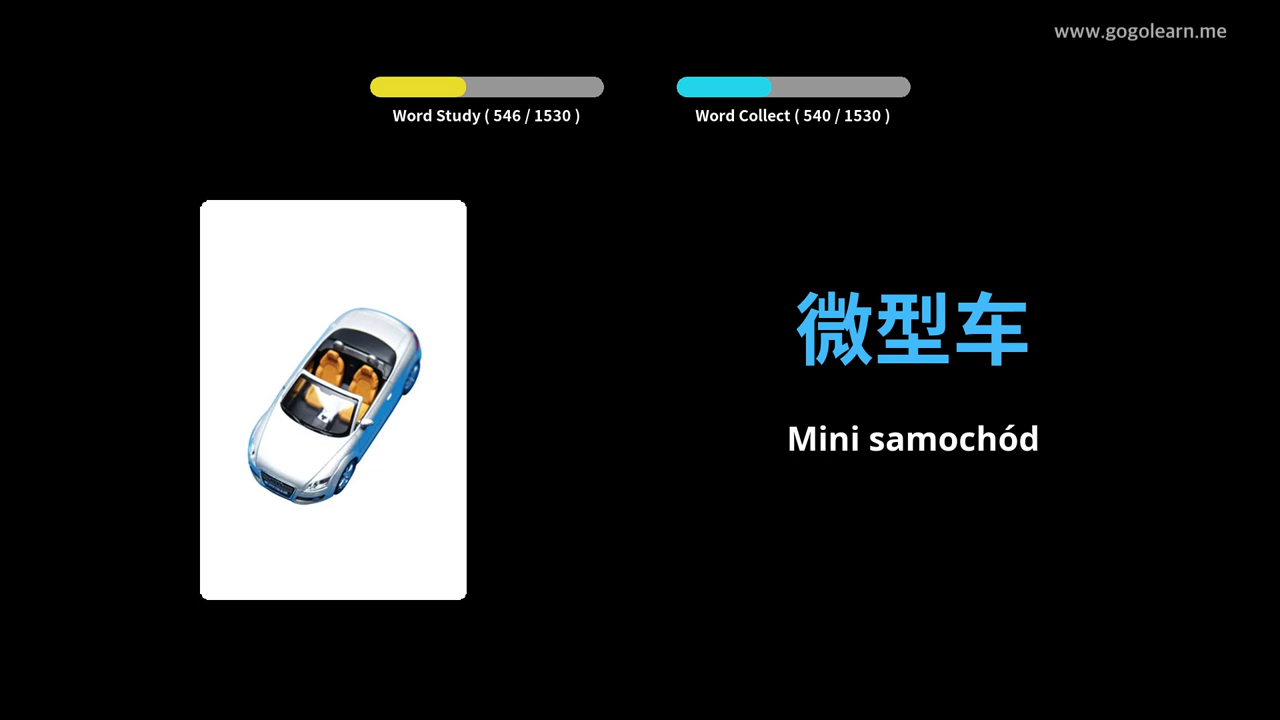 www.gogolearn.me
Word Study ( 546 / 1530 )
Word Collect ( 540 / 1530 )
微型车
Mini samochód